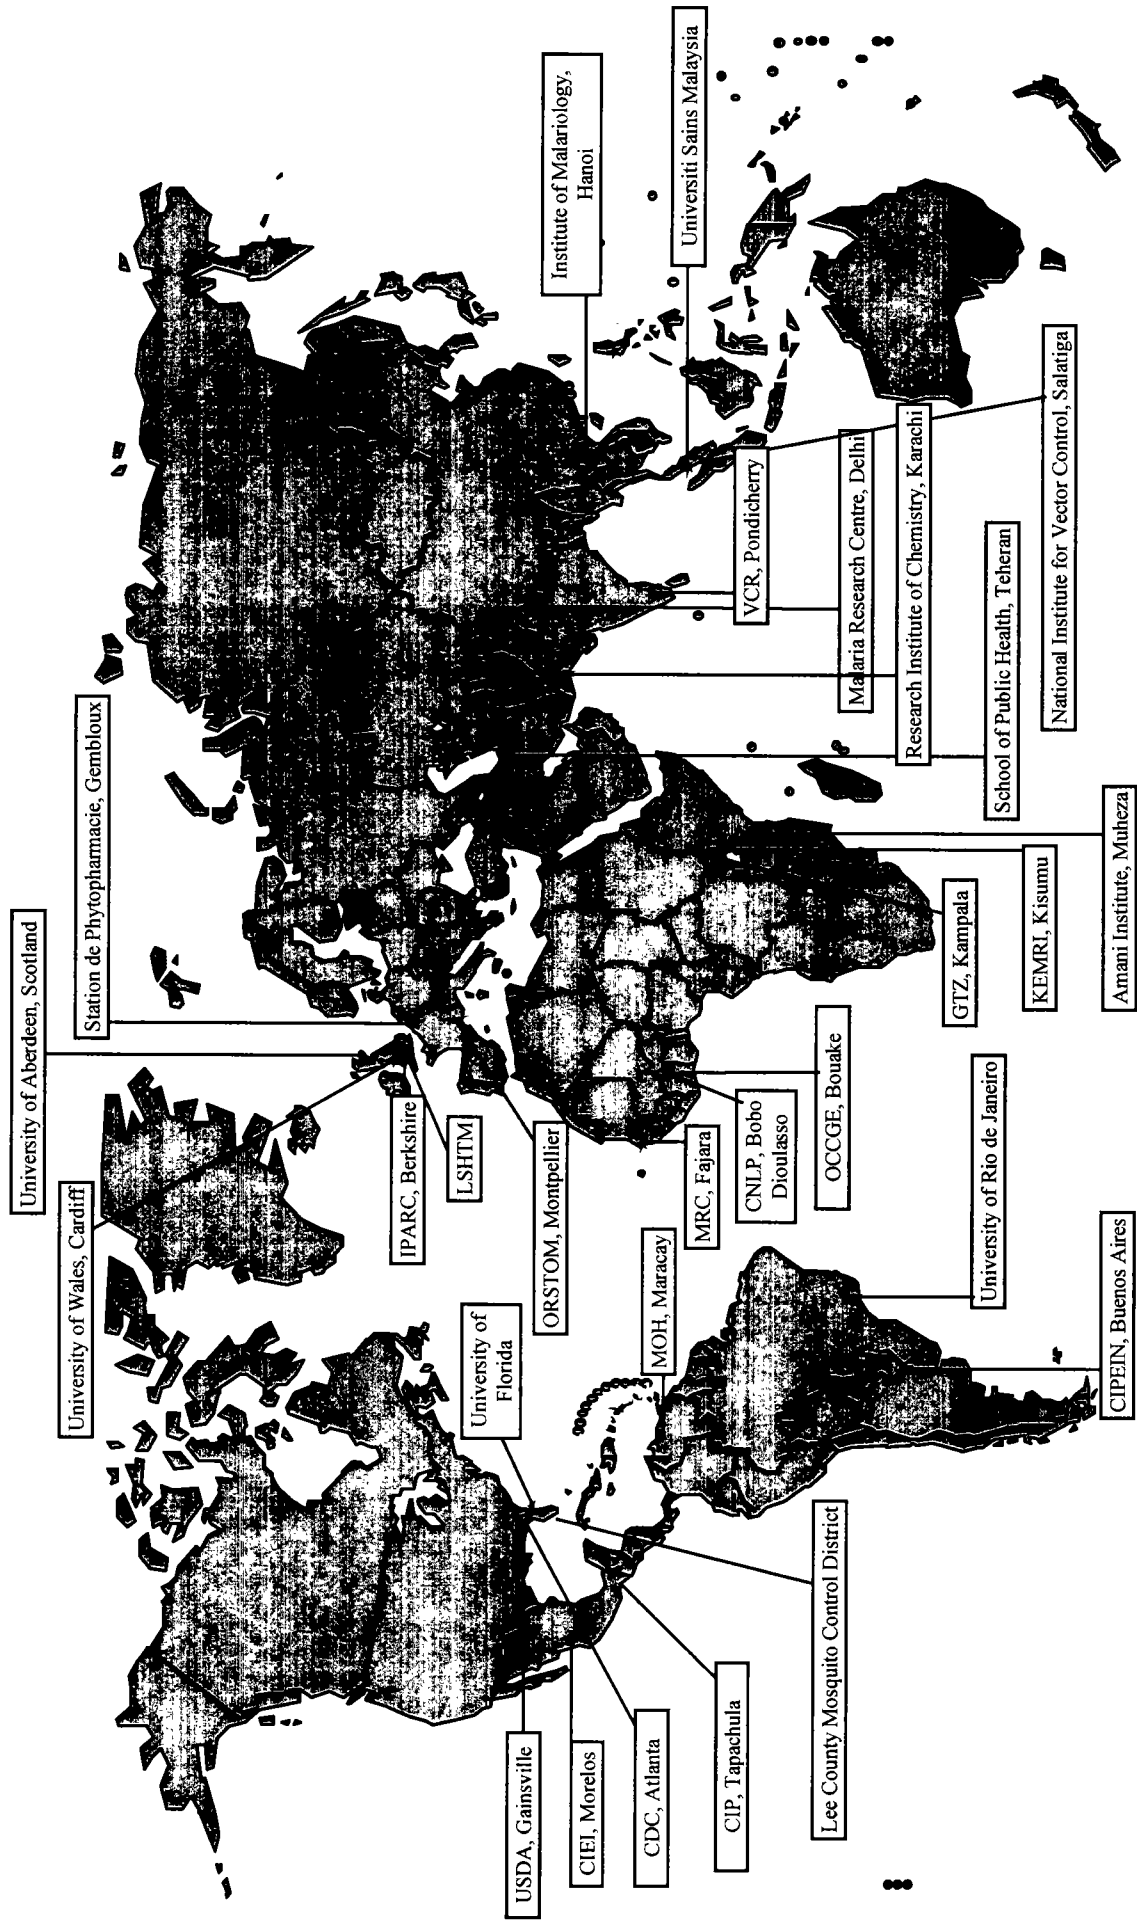 University of Aberdeen, Scotland
Station de Phytopharmacie, Gembloux
University of Wales, Cardiff
IPARC, Berkshire
LSHTM
ORSTOM, Montpellier
University of
Florida
MOH, Maracay
MRC, Fajara
CNLP, Bobo
Dioulasso
OCCGE, Bouake
University of Rio de Janeiro
CIPEIN, Buenos Aires
USDA, Gainsville
CIEI, Morelos
CDC, Atlanta
CIP, Tapachula
Lee County Mosquito Control District
GTZ, Kampala
KEMRI, Kisumu
Amani Institute, Muheza
Institute of Malariology,
Hanoi
Universiti Sains Malaysia
VCR, Pondicherry
Malaria Research Centre, Delhi
Research Institute of Chemistry, Karachi
School of Public Health, Teheran
National Institute for Vector Control, Salatiga